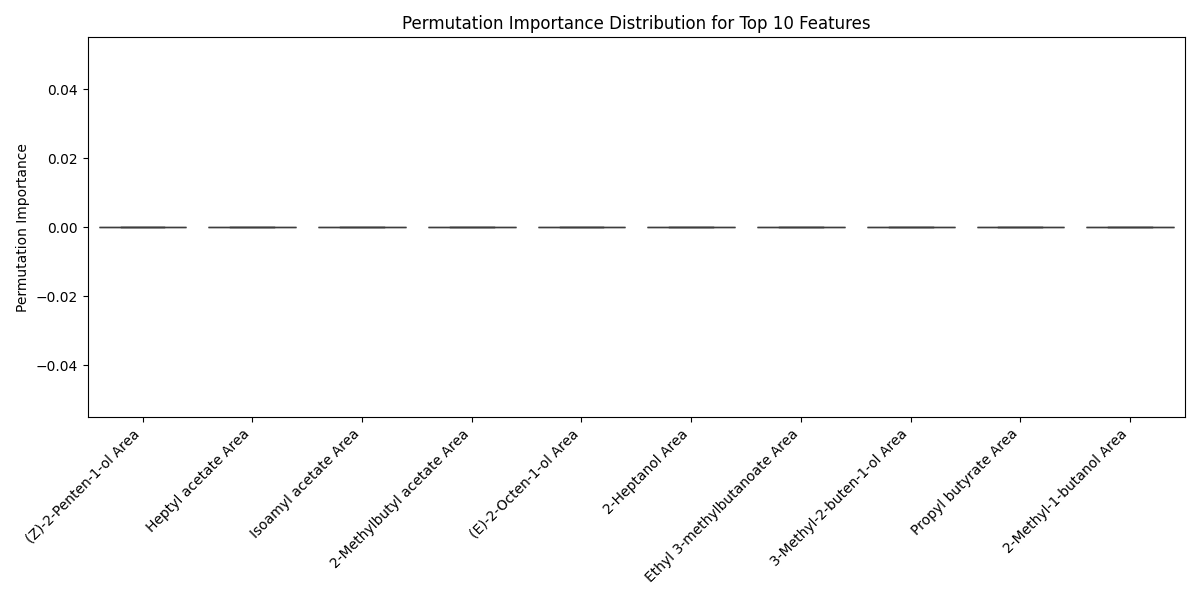 Permutation Importance Distribution for Top 10 Features
Permutation Importance
0.04
0.02
0.00
−0.02
−0.04
(Z)-2-Penten-1-ol Area
Heptyl acetate Area
Isoamyl acetate Area
2-Methylbutyl acetate Area
(E)-2-Octen-1-ol Area
2-Heptanol Area
Ethyl 3-methylbutanoate Area
3-Methyl-2-buten-1-ol Area
Propyl butyrate Area
2-Methyl-1-butanol Area